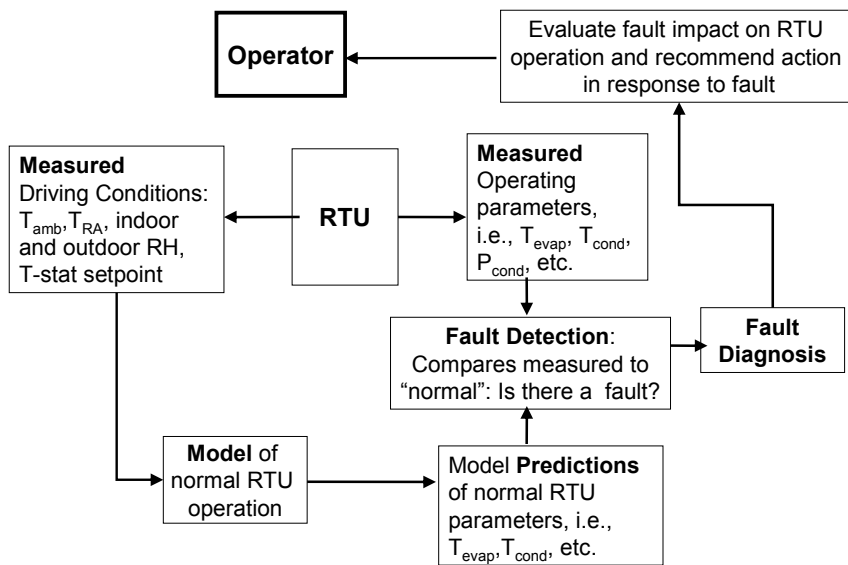 Evaluate fault impact on RTU
operation and recommend action
in response to fault
Operator
Measured
Driving Conditions:
T_amb,T_RA, indoor
and outdoor RH,
T-stat setpoint
RTU
Measured
Operating
parameters,
i.e., T_evap, T_cond,
P_cond, etc.
Fault Detection:
Compares measured to
“normal”: Is there a fault?
Fault
Diagnosis
Model of
normal RTU
operation
Model Predictions
of normal RTU
parameters, i.e.,
T_evap,T_cond, etc.